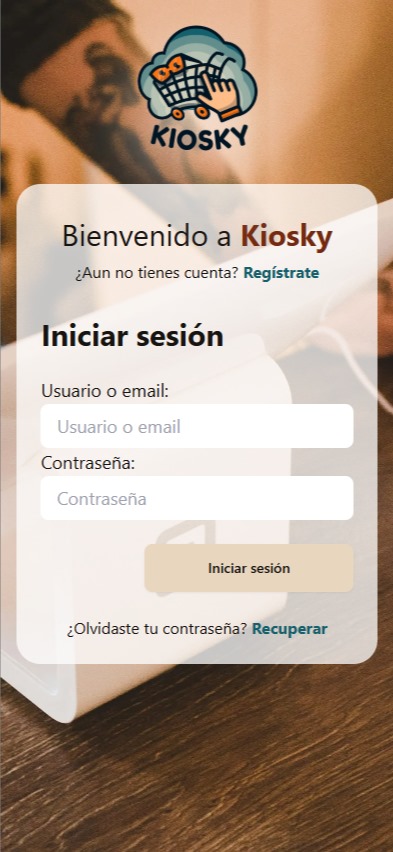 KIOSKY
Bienvenido a Kiosky
¿Aun no tienes cuenta? Regístrate
Iniciar sesión
Usuario o email:
Usuario o email
Contraseña:
Contraseña
Iniciar sesión
¿Olvidaste tu contraseña? Recuperar